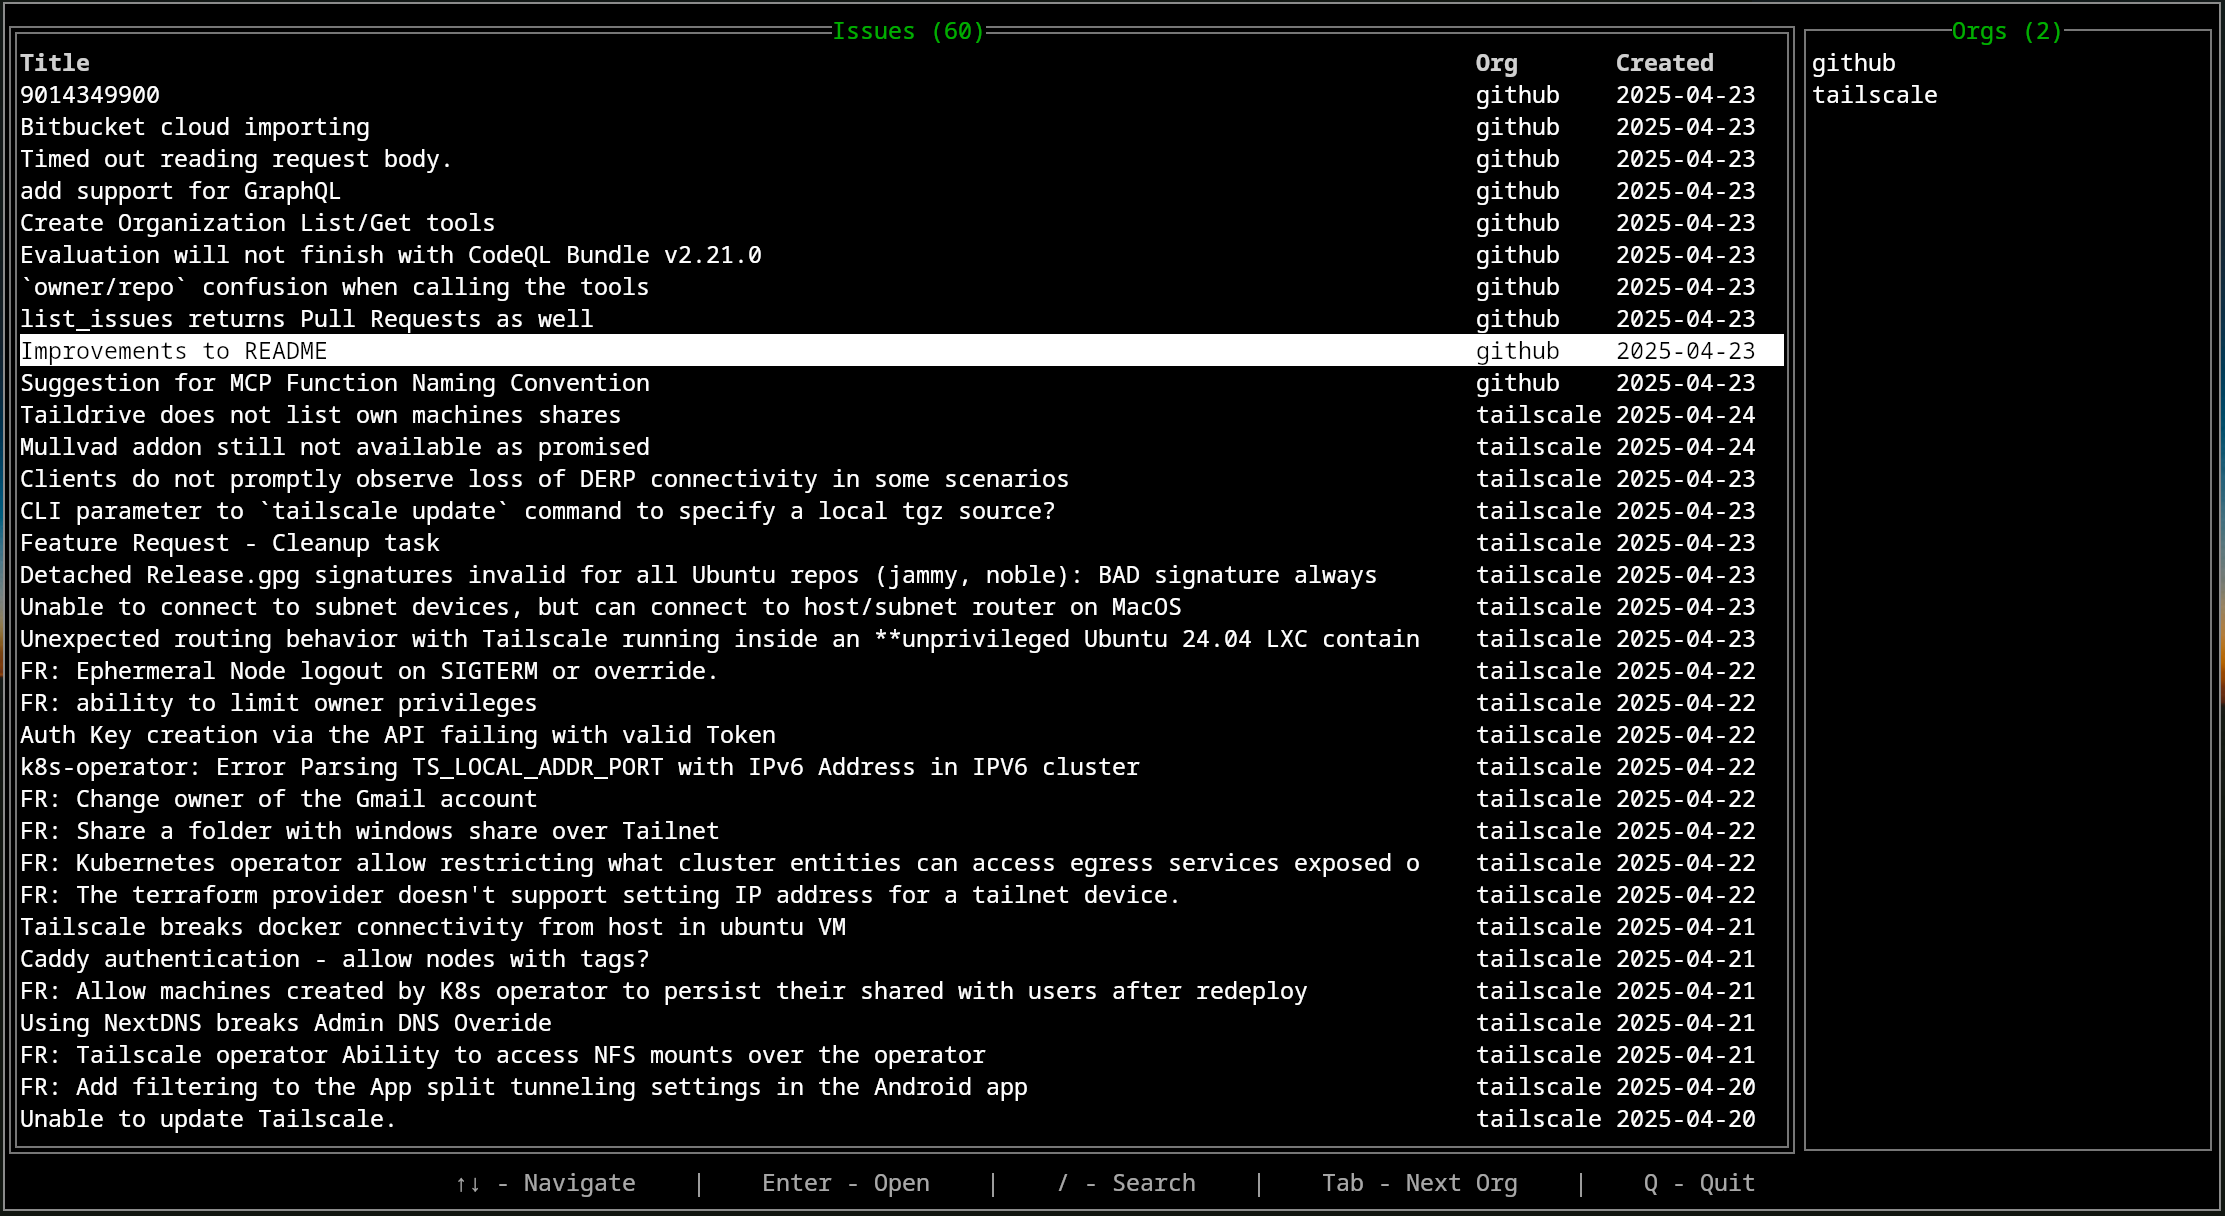 Issues (60)
Title Org Created
9014349900 github 2025-04-23
Bitbucket cloud importing github 2025-04-23
Timed out reading request body. github 2025-04-23
add support for GraphQL github 2025-04-23
Create Organization List/Get tools github 2025-04-23
Evaluation will not finish with CodeQL Bundle v2.21.0 github 2025-04-23
`owner/repo` confusion when calling the tools github 2025-04-23
list_issues returns Pull Requests as well github 2025-04-23
Improvements to README github 2025-04-23
Suggestion for MCP Function Naming Convention github 2025-04-23
Taildrive does not list own machines shares tailscale 2025-04-24
Mullvad addon still not available as promised tailscale 2025-04-24
Clients do not promptly observe loss of DERP connectivity in some scenarios tailscale 2025-04-23
CLI parameter to `tailscale update` command to specify a local tgz source? tailscale 2025-04-23
Feature Request - Cleanup task tailscale 2025-04-23
Detached Release.gpg signatures invalid for all Ubuntu repos (jammy, noble): BAD signature always tailscale 2025-04-23
Unable to connect to subnet devices, but can connect to host/subnet router on MacOS tailscale 2025-04-23
Unexpected routing behavior with Tailscale running inside an **unprivileged Ubuntu 24.04 LXC contain tailscale 2025-04-23
FR: Ephermeral Node logout on SIGTERM or override. tailscale 2025-04-22
FR: ability to limit owner privileges tailscale 2025-04-22
Auth Key creation via the API failing with valid Token tailscale 2025-04-22
k8s-operator: Error Parsing TS_LOCAL_ADDR_PORT with IPv6 Address in IPV6 cluster tailscale 2025-04-22
FR: Change owner of the Gmail account tailscale 2025-04-22
FR: Share a folder with windows share over Tailnet tailscale 2025-04-22
FR: Kubernetes operator allow restricting what cluster entities can access egress services exposed o tailscale 2025-04-22
FR: The terraform provider doesn't support setting IP address for a tailnet device. tailscale 2025-04-22
Tailscale breaks docker connectivity from host in ubuntu VM tailscale 2025-04-21
Caddy authentication - allow nodes with tags? tailscale 2025-04-21
FR: Allow machines created by K8s operator to persist their shared with users after redeploy tailscale 2025-04-21
Using NextDNS breaks Admin DNS Overide tailscale 2025-04-21
FR: Tailscale operator Ability to access NFS mounts over the operator tailscale 2025-04-21
FR: Add filtering to the App split tunneling settings in the Android app tailscale 2025-04-20
Unable to update Tailscale. tailscale 2025-04-20
Orgs (2)
github
tailscale
↑↓ - Navigate | Enter - Open | / - Search | Tab - Next Org | Q - Quit